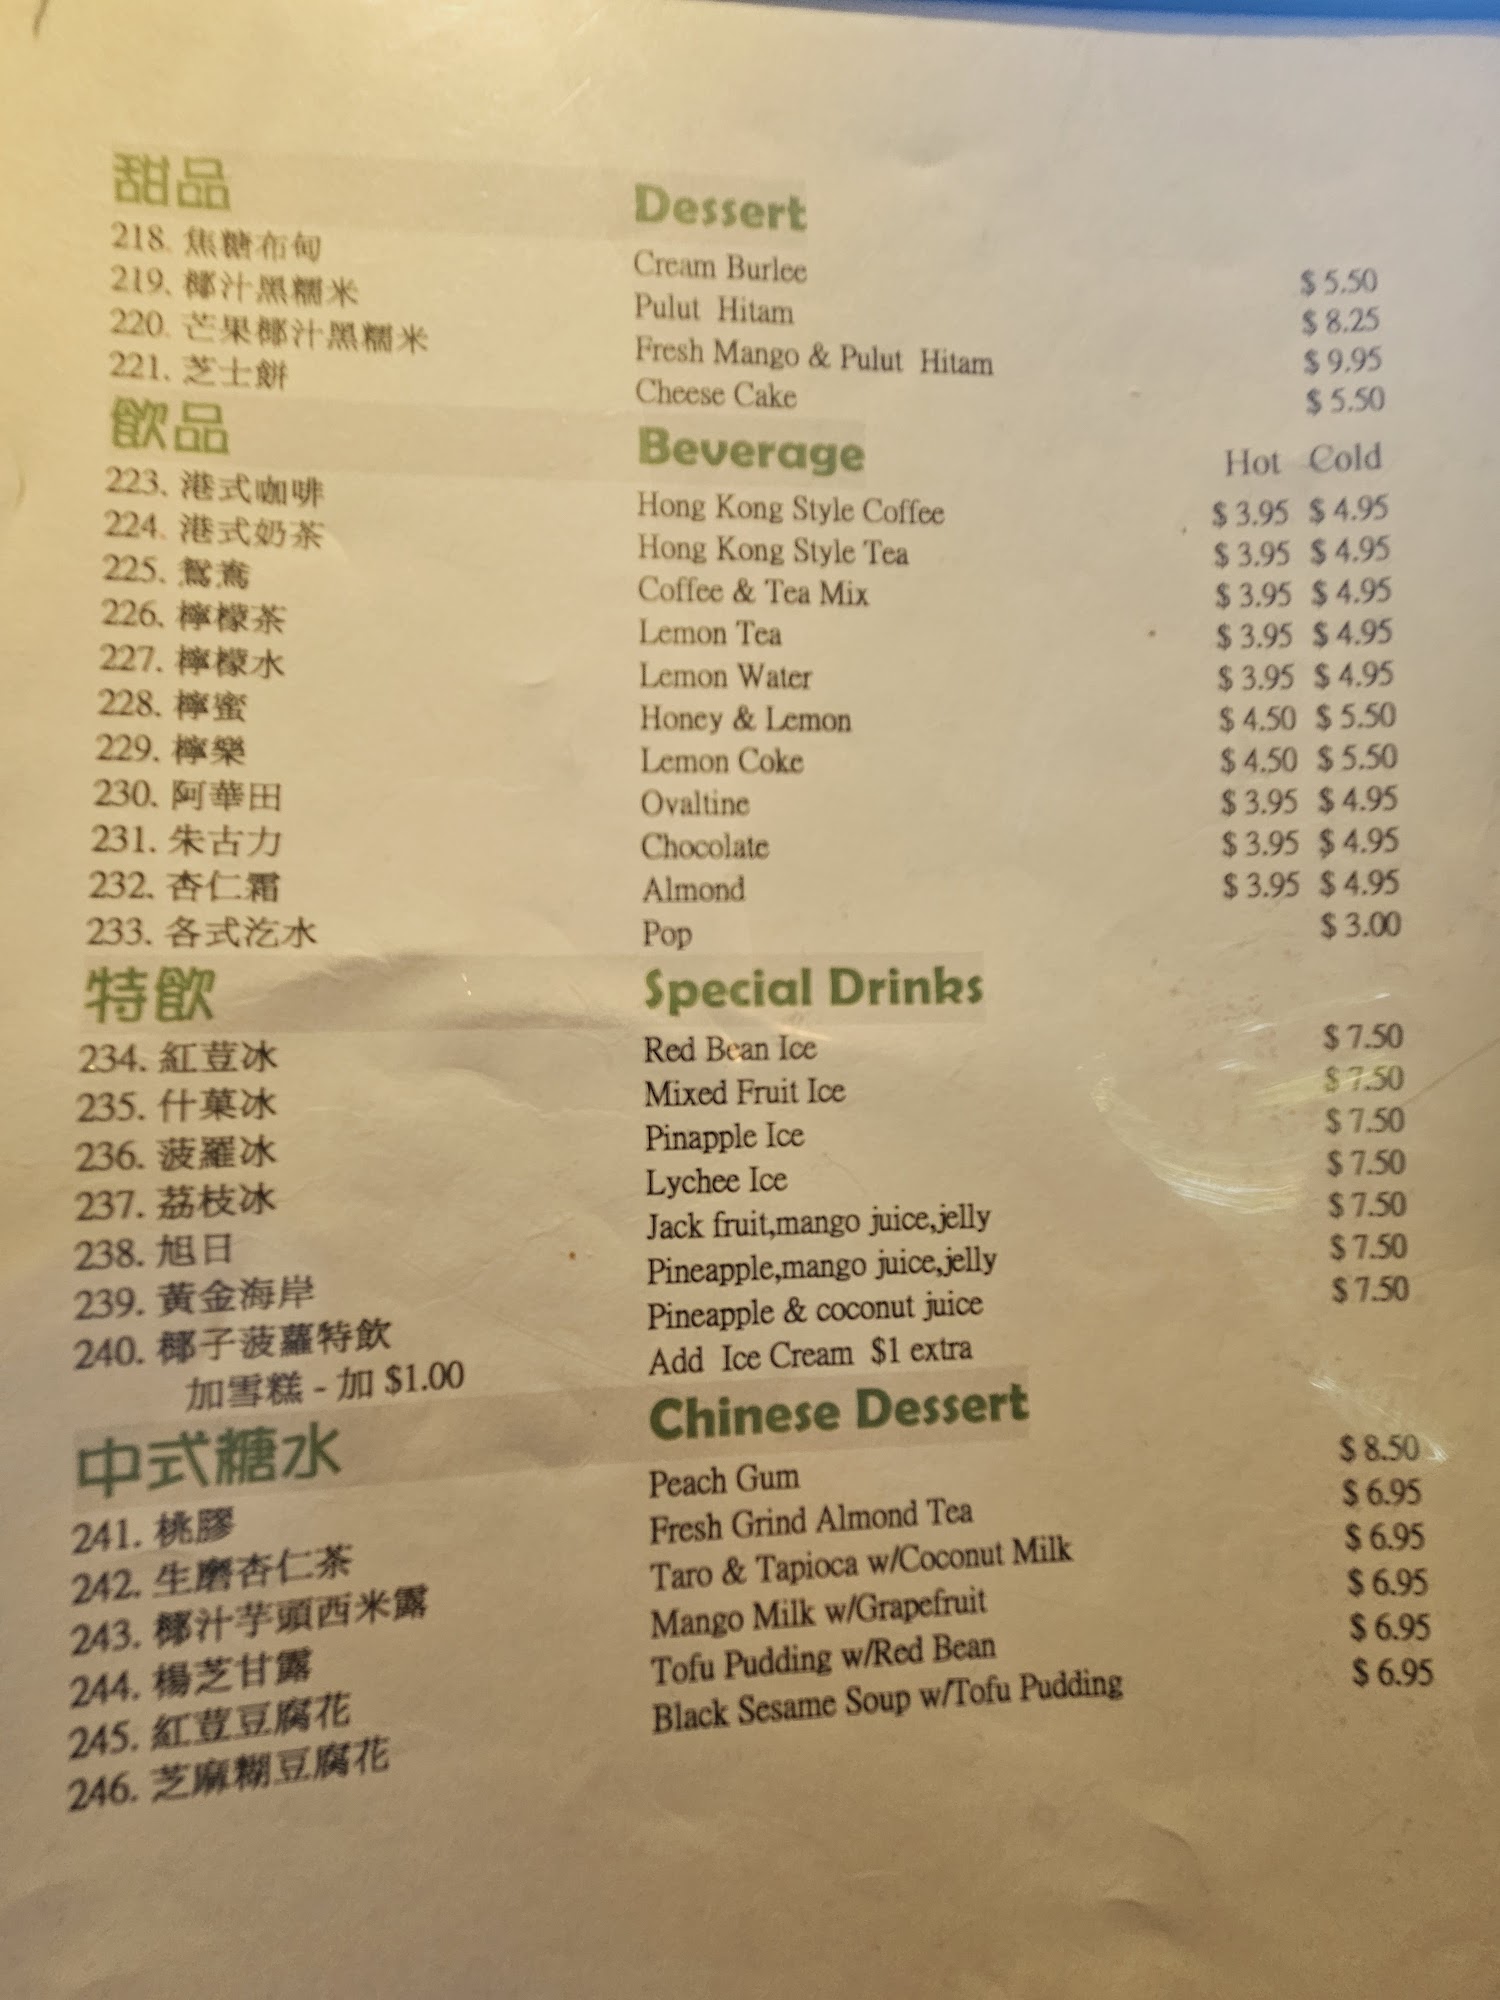 甜品 Dessert
218. 焦糖布甸 Cream Burlee $ 5.50
219. 椰汁黑糯米 Pulut Hitam $ 8.25
220. 芒果椰汁黑糯米 Fresh Mango & Pulut Hitam $ 9.95
221. 芝士餅 Cheese Cake $ 5.50
飲品 Beverage Hot Cold
223. 港式咖啡 Hong Kong Style Coffee $ 3.95 $ 4.95
224. 港式奶茶 Hong Kong Style Tea $ 3.95 $ 4.95
225. 鴛鴦 Coffee & Tea Mix $ 3.95 $ 4.95
226. 檸檬茶 Lemon Tea $ 3.95 $ 4.95
227. 檸檬水 Lemon Water $ 3.95 $ 4.95
228. 檸蜜 Honey & Lemon $ 4.50 $ 5.50
229. 檸樂 Lemon Coke $ 4.50 $ 5.50
230. 阿華田 Ovaltine $ 3.95 $ 4.95
231. 朱古力 Chocolate $ 3.95 $ 4.95
232. 杏仁霜 Almond $ 3.95 $ 4.95
233. 各式汔水 Pop $ 3.00
特飲 Special Drinks
234. 紅荳冰 Red Bean Ice $ 7.50
235. 什菓冰 Mixed Fruit Ice $ 7.50
236. 菠羅冰 Pinapple Ice $ 7.50
237. 荔枝冰 Lychee Ice $ 7.50
238. 旭日 Jack fruit,mango juice,jelly $ 7.50
239. 黃金海岸 Pineapple,mango juice,jelly $ 7.50
240. 椰子菠蘿特飲 Pineapple & coconut juice $ 7.50
加雪糕 - 加 $1.00 Add Ice Cream $1 extra
中式糖水 Chinese Dessert
241. 桃膠 Peach Gum $ 8.50
242. 生磨杏仁茶 Fresh Grind Almond Tea $ 6.95
243. 椰汁芋頭西米露 Taro & Tapioca w/Coconut Milk $ 6.95
244. 楊芝甘露 Mango Milk w/Grapefruit $ 6.95
245. 紅荳豆腐花 Tofu Pudding w/Red Bean $ 6.95
246. 芝麻糊豆腐花 Black Sesame Soup w/Tofu Pudding $ 6.95